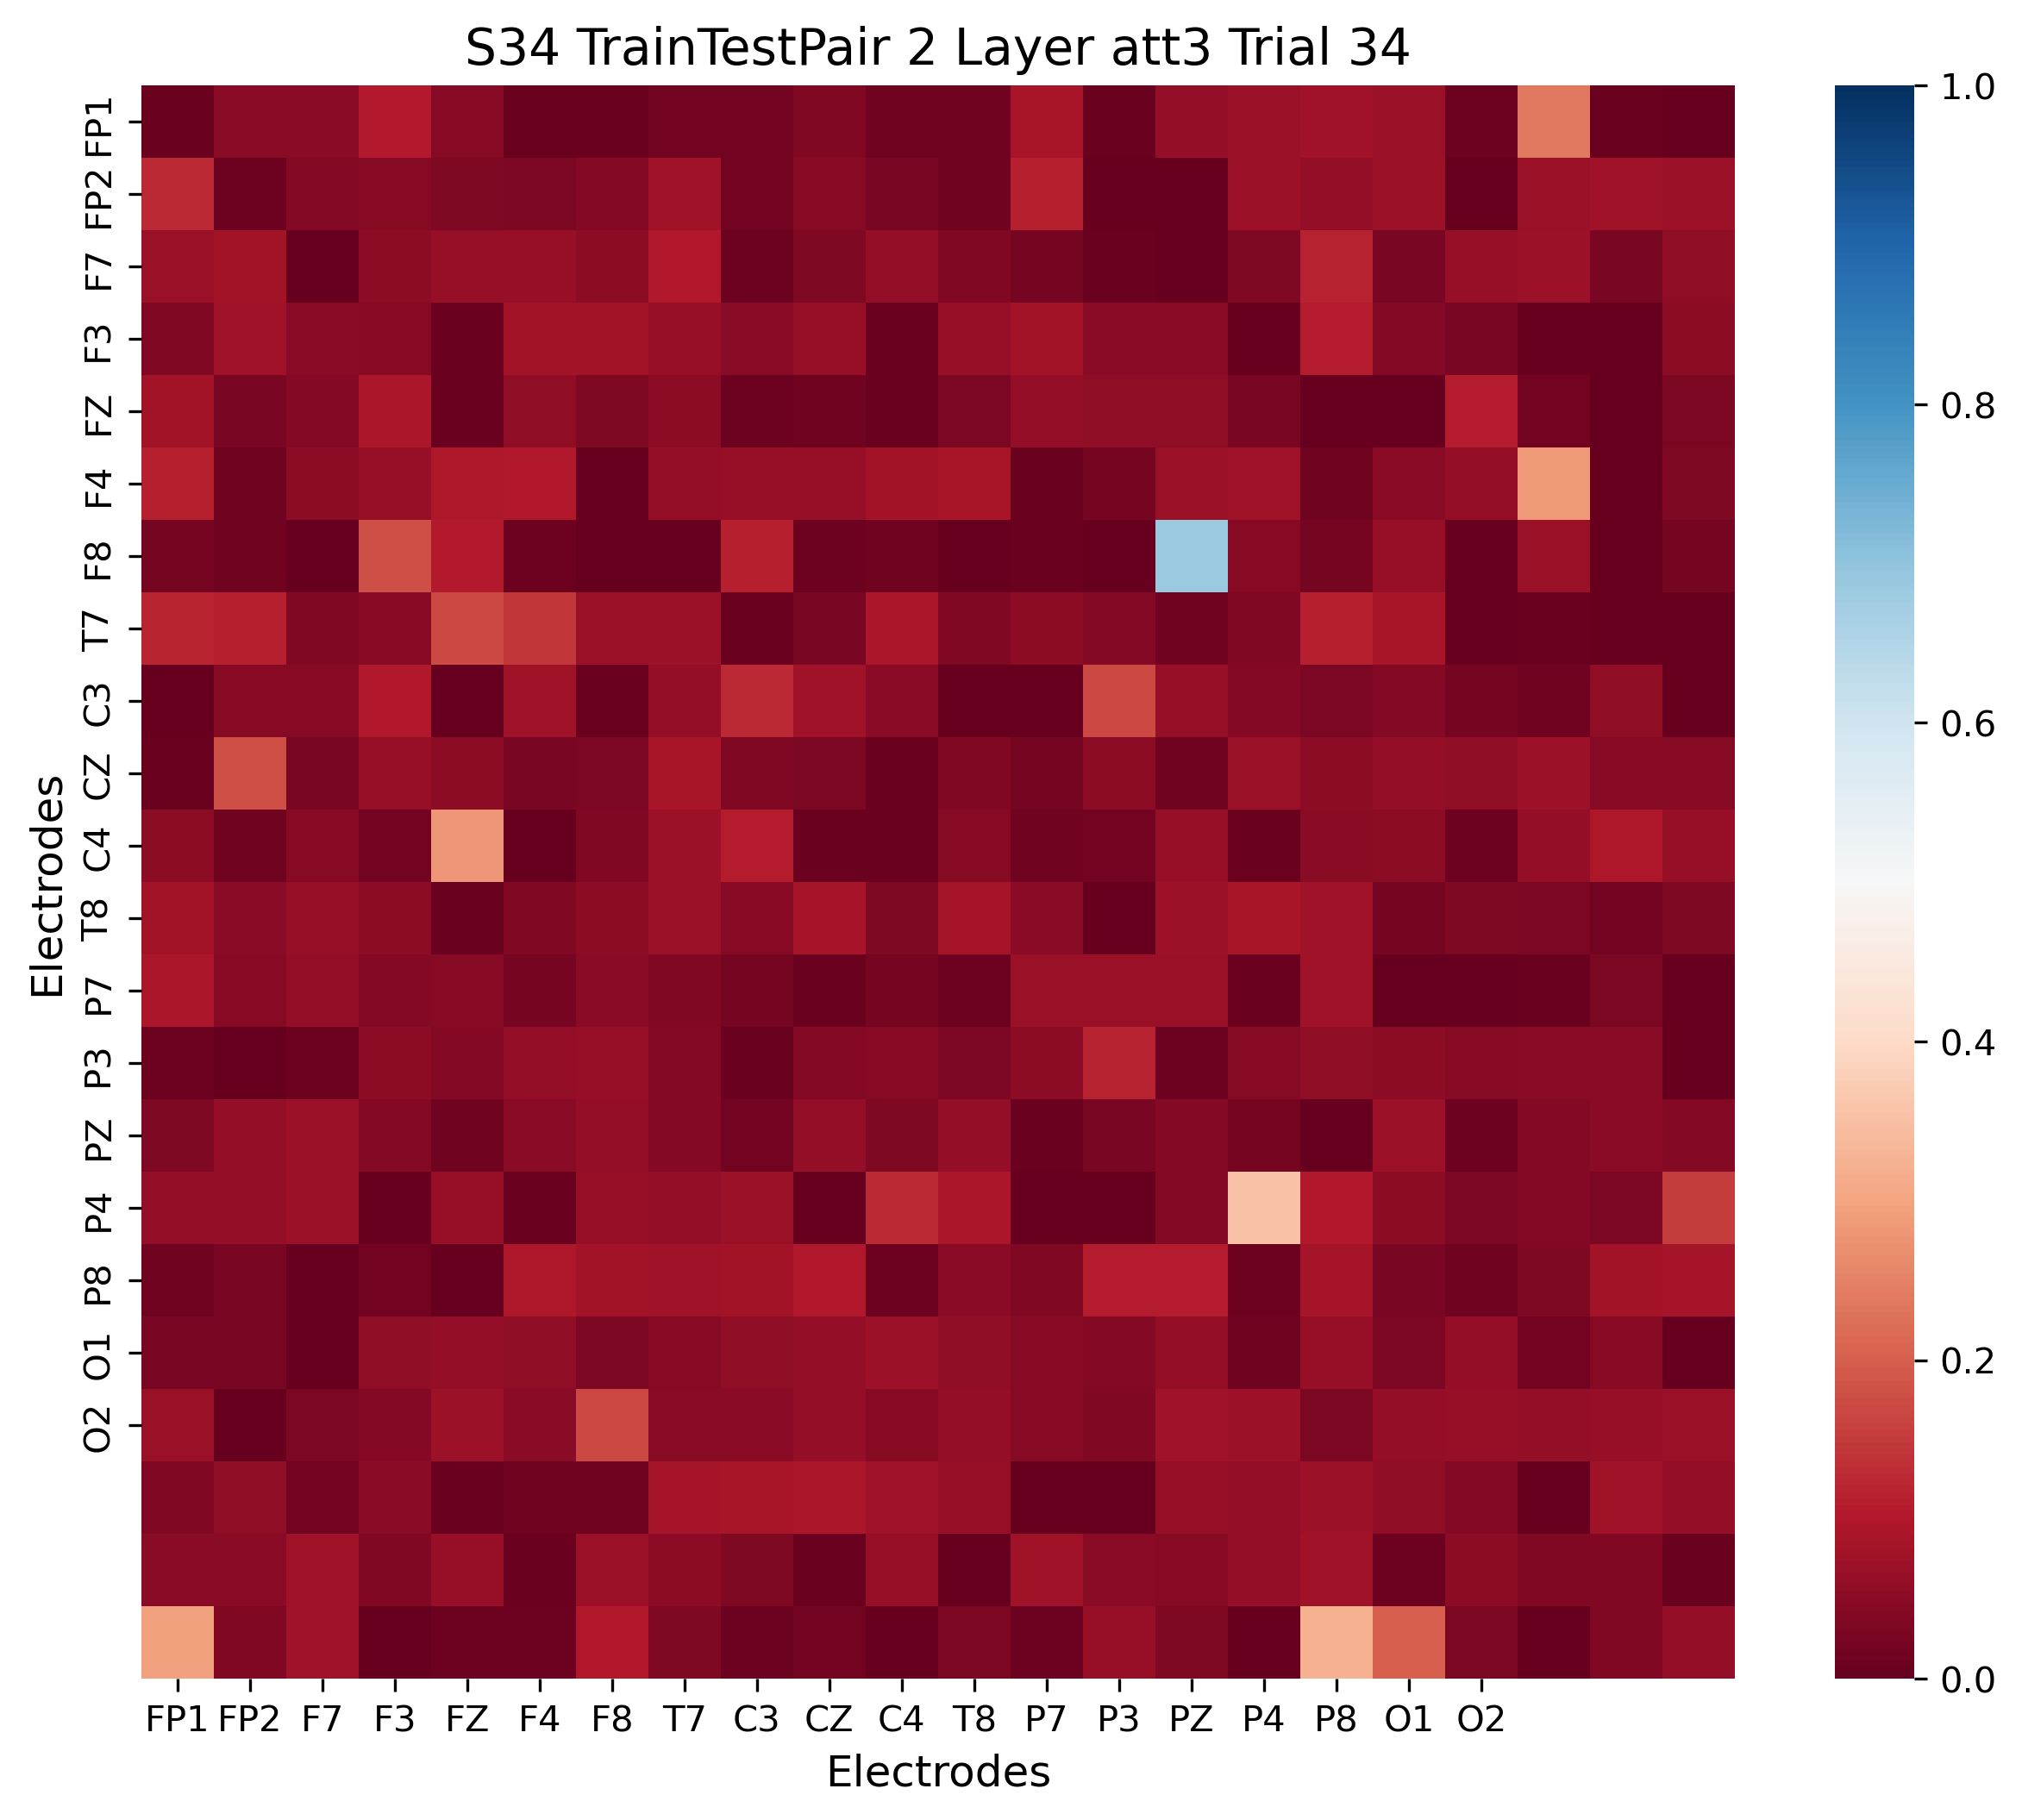 S34 TrainTestPair 2 Layer att3 Trial 34
Electrodes
FP1
FP2
F7
F3
FZ
F4
F8
T7
C3
CZ
C4
T8
P7
P3
PZ
P4
P8
O1
O2
FP1 FP2 F7 F3 FZ F4 F8 T7 C3 CZ C4 T8 P7 P3 PZ P4 P8 O1 O2
Electrodes
1.0
0.8
0.6
0.4
0.2
0.0